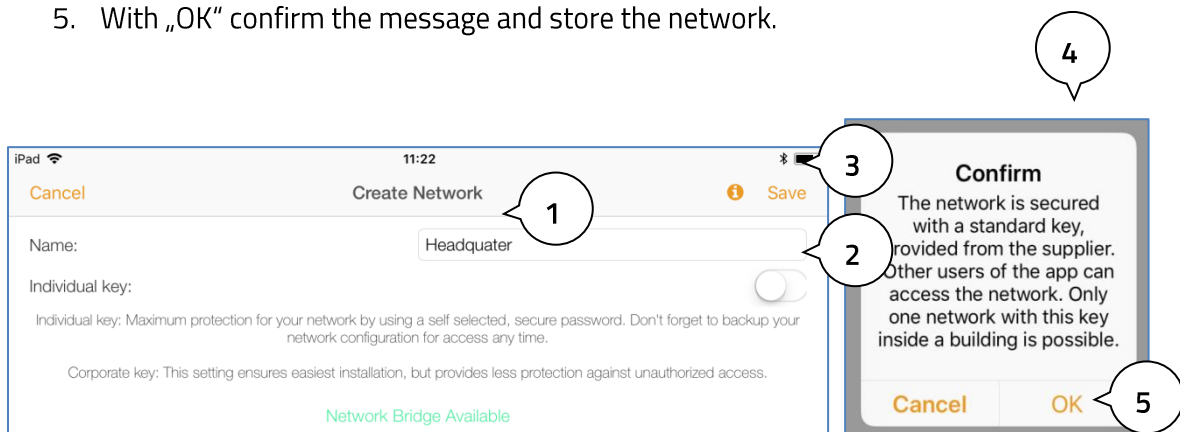 5. With „OK“ confirm the message and store the network.
4
iPad
11:22
3
Cancel
Create Network
Save
1
Name:
Headquater
2
Individual key:
Individual key: Maximum protection for your network by using a self selected, secure password. Don't forget to backup your
network configuration for access any time.
Corporate key: This setting ensures easiest installation, but provides less protection against unauthorized access.
Network Bridge Available
Confirm
The network is secured
with a standard key,
rovided from the supplier.
Other users of the app can
access the network. Only
one network with this key
inside a building is possible.
Cancel
OK
5